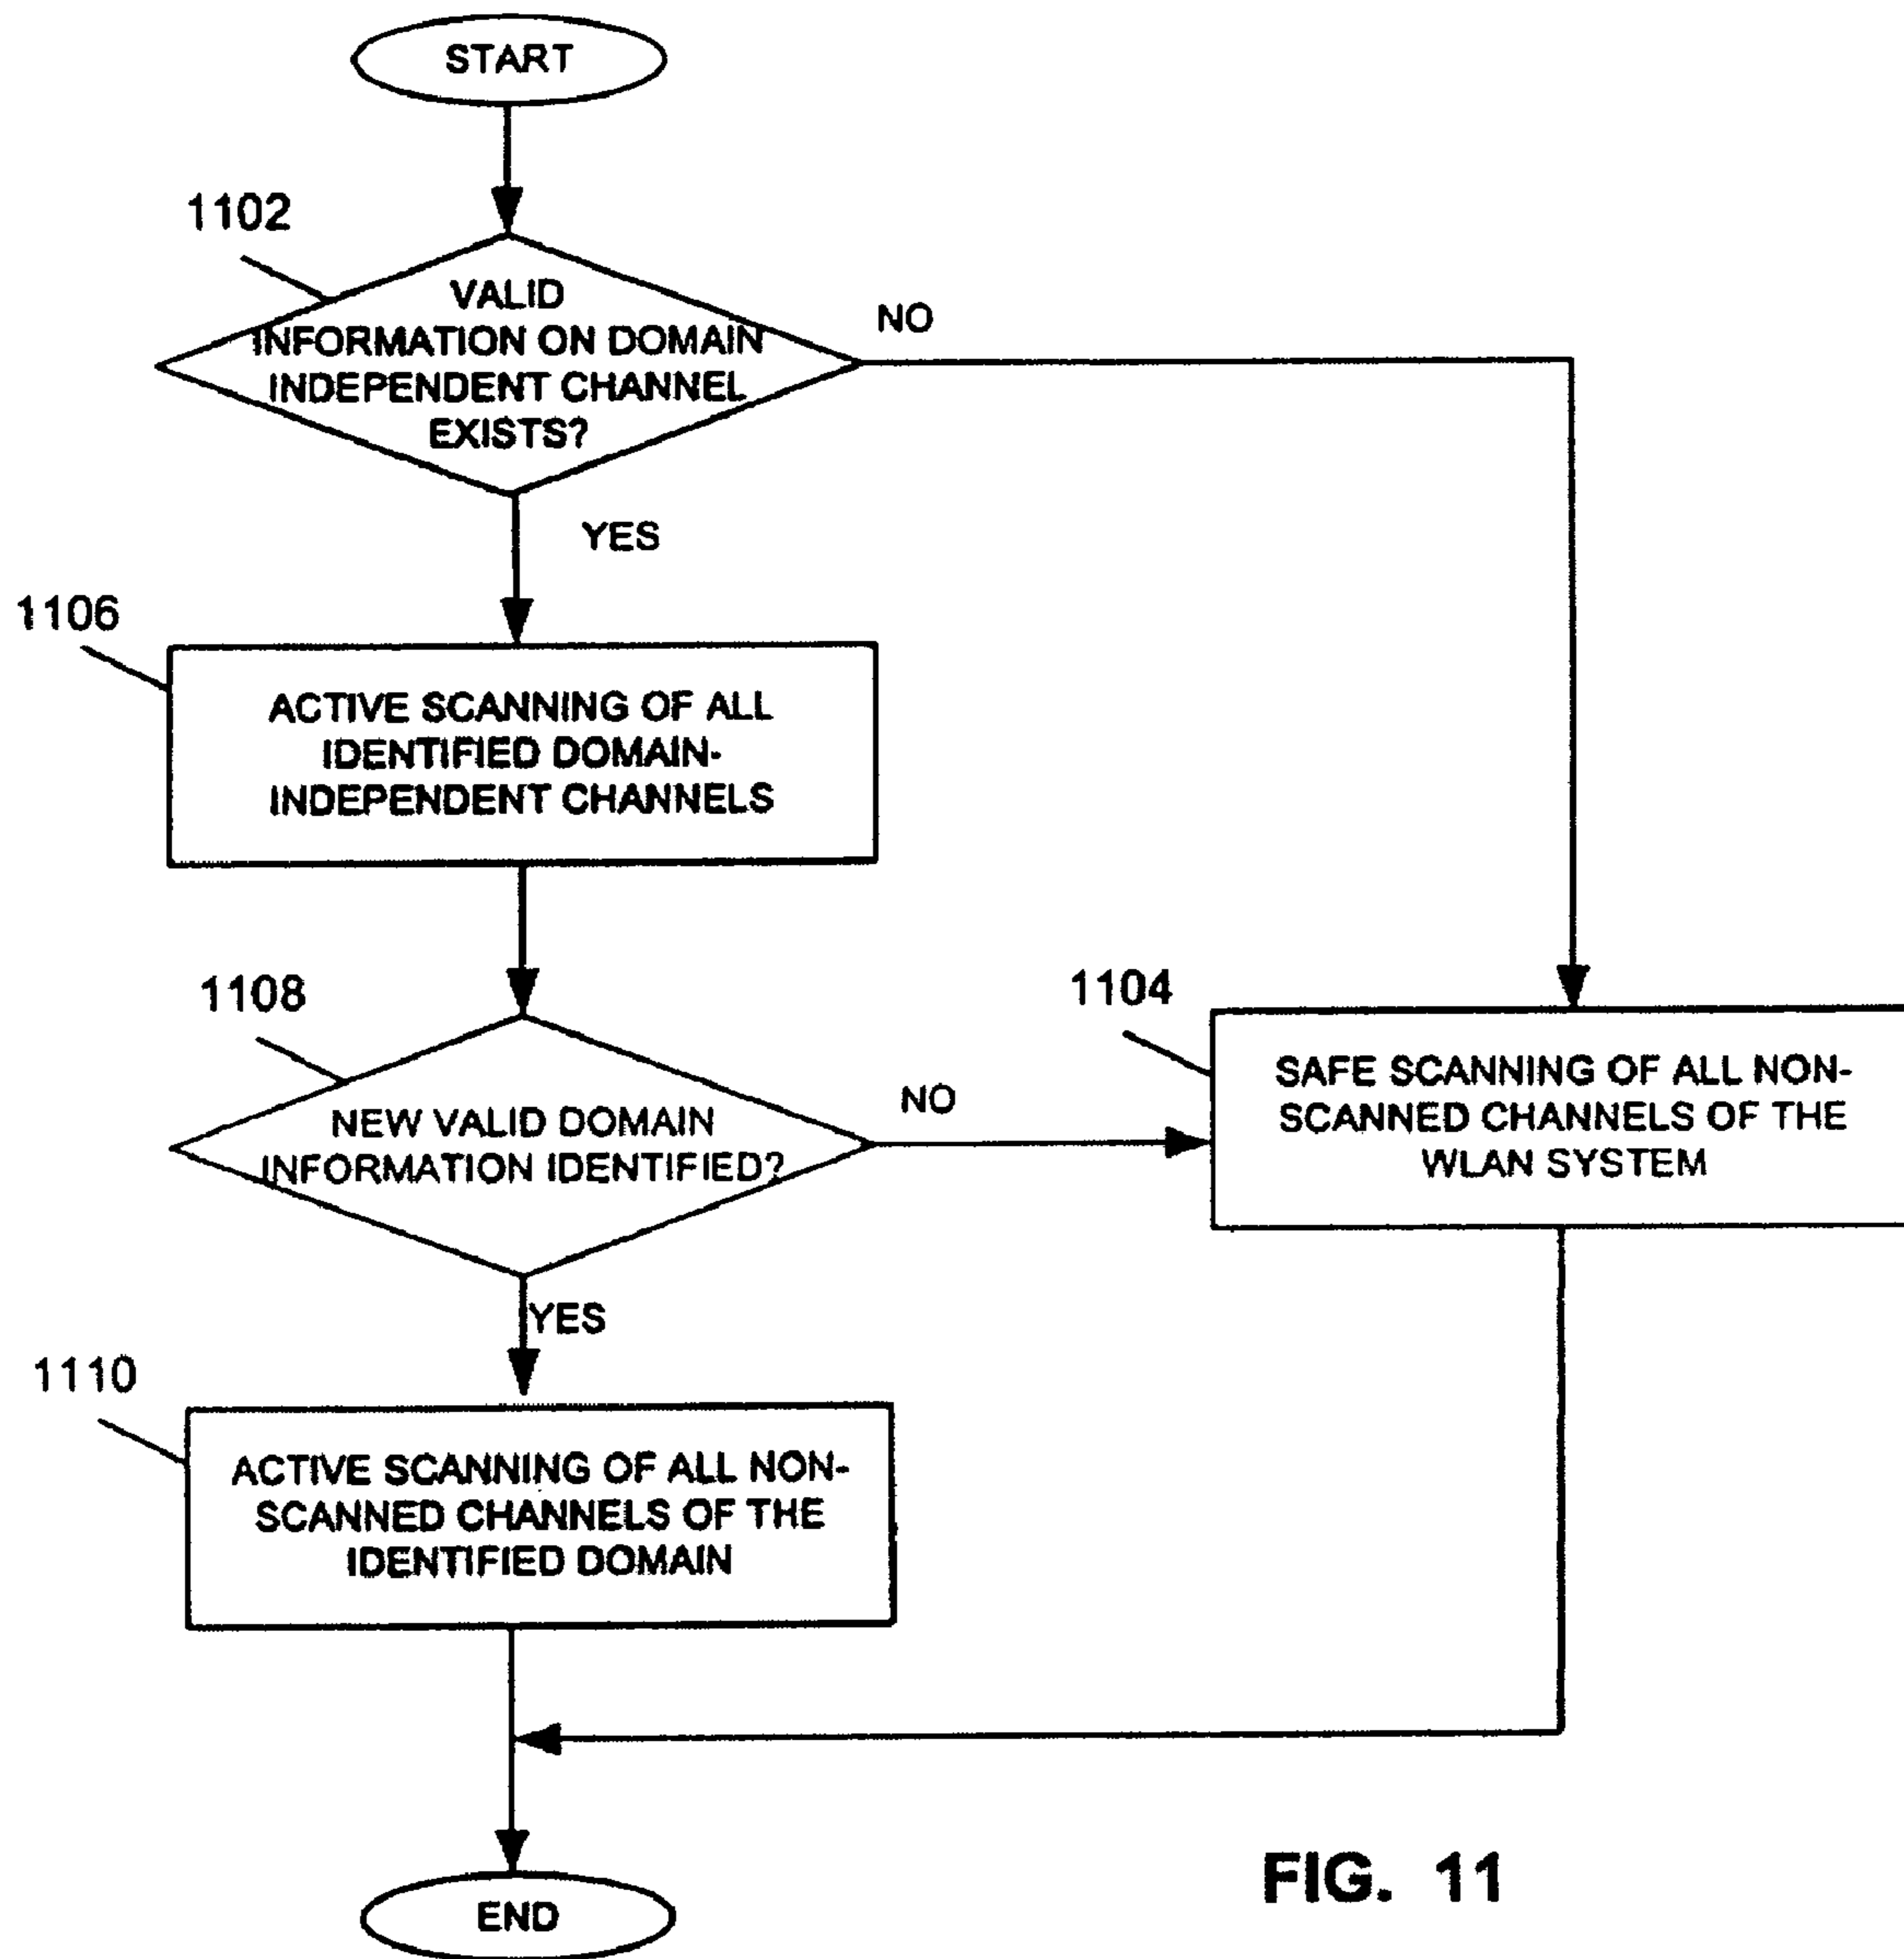 START
1102
VALID
INFORMATION ON DOMAIN
INDEPENDENT CHANNEL
EXISTS?
NO
YES
1106
ACTIVE SCANNING OF ALL
IDENTIFIED DOMAIN-
INDEPENDENT CHANNELS
1108
NEW VALID DOMAIN
INFORMATION IDENTIFIED?
NO
1104
SAFE SCANNING OF ALL NON-
SCANNED CHANNELS OF THE
WLAN SYSTEM
YES
1110
ACTIVE SCANNING OF ALL NON-
SCANNED CHANNELS OF THE
IDENTIFIED DOMAIN
END
FIG. 11